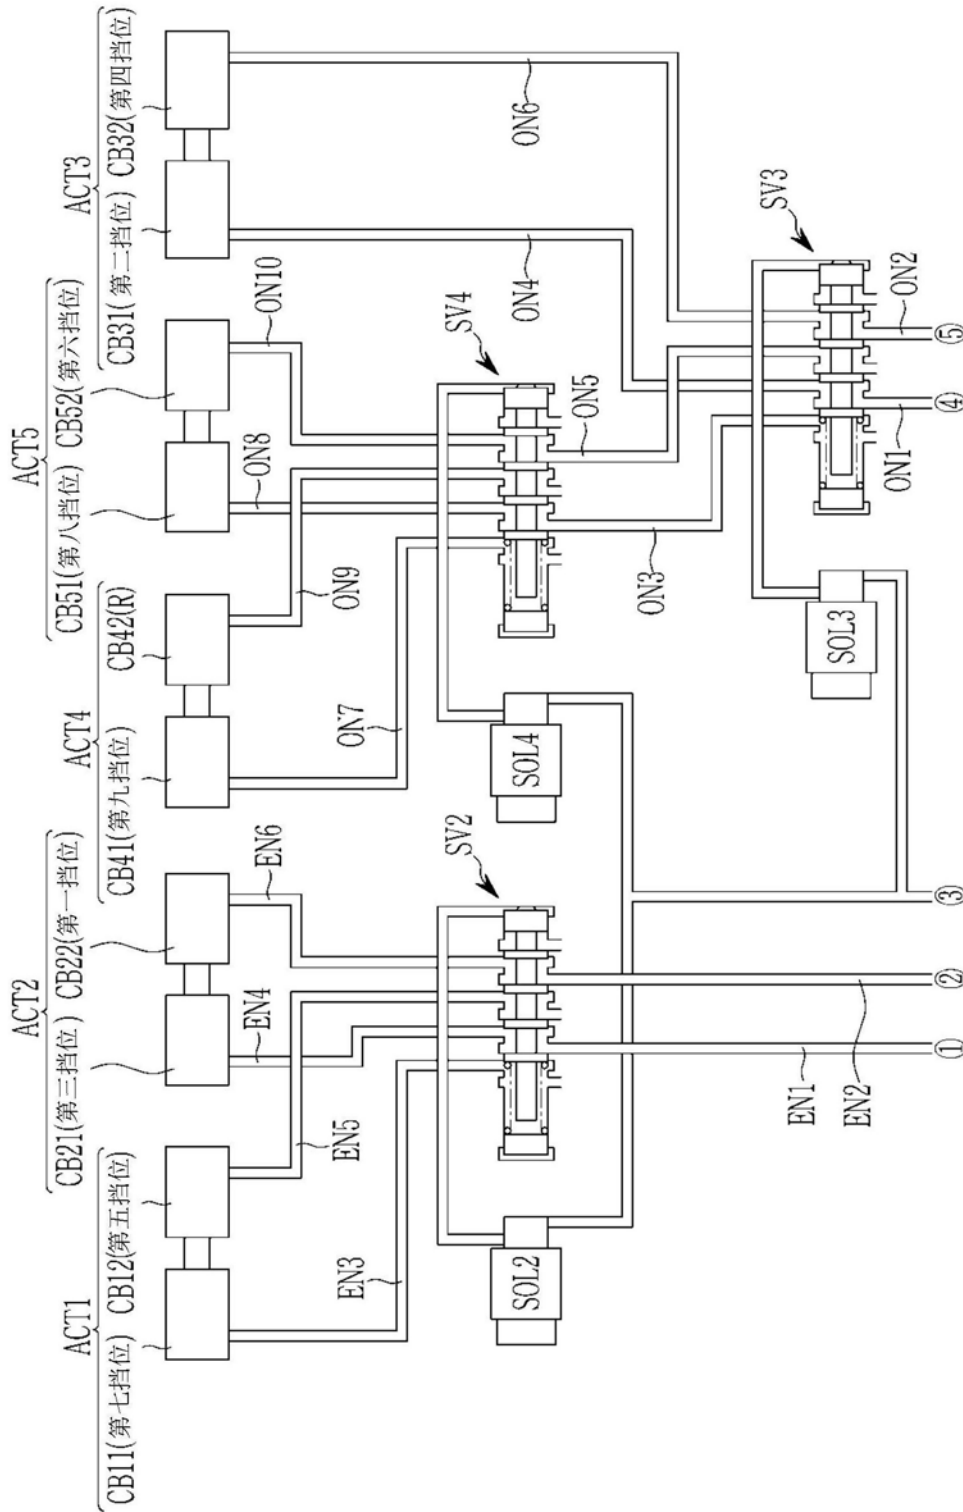 ACT1
CB11(第七挡位)
CB12(第五挡位)
ACT2
CB21(第三挡位)
CB22(第一挡位)
ACT4
CB41(第九挡位)
CB42(R)
ACT5
CB51(第八挡位)
CB52(第六挡位)
ACT3
CB31(第二挡位)
CB32(第四挡位)
EN3
EN5
EN4
EN6
ON7
ON9
ON8
ON10
ON4
ON6
SOL2
SV2
SOL4
SV4
ON3
ON5
SOL3
SV3
EN1
EN2
ON1
ON2
①
②
③
④
⑤